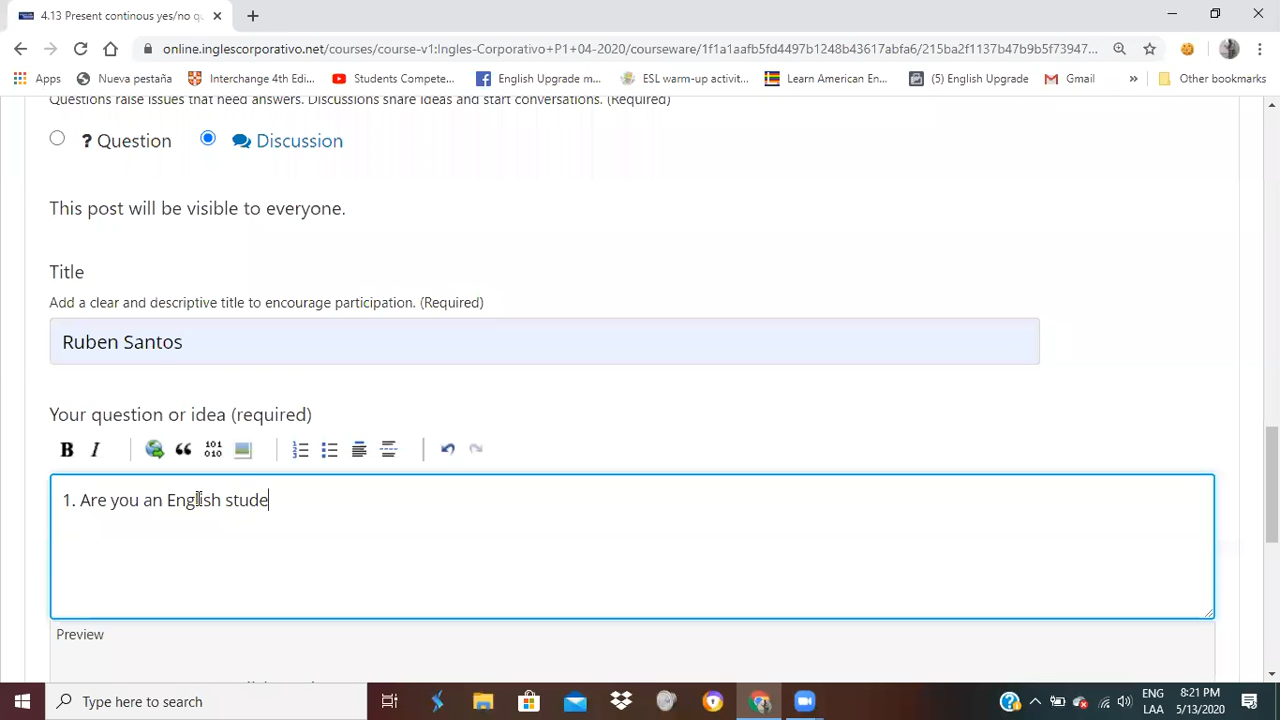 4.13 Present continous yes/no qu
online.inglescorporativo.net/courses/course-v1:Ingles-Corporativo+P1+04-2020/courseware/1f1a1aafb5fd4497b1248b43617abfa6/215ba2f1137b47b9b5f73947...
Apps Nueva pestaña Interchange 4th Edi... Students Compete... English Upgrade m... ESL warm-up activit... Learn American En... (5) English Upgrade Gmail » Other bookmarks
Questions raise issues that need answers. Discussions share ideas and start conversations. (Required)
? Question Discussion
This post will be visible to everyone.
Title
Add a clear and descriptive title to encourage participation. (Required)
Ruben Santos
Your question or idea (required)
B I
1. Are you an English stude
Preview
Type here to search
ENG 8:21 PM
LAA 5/13/2020